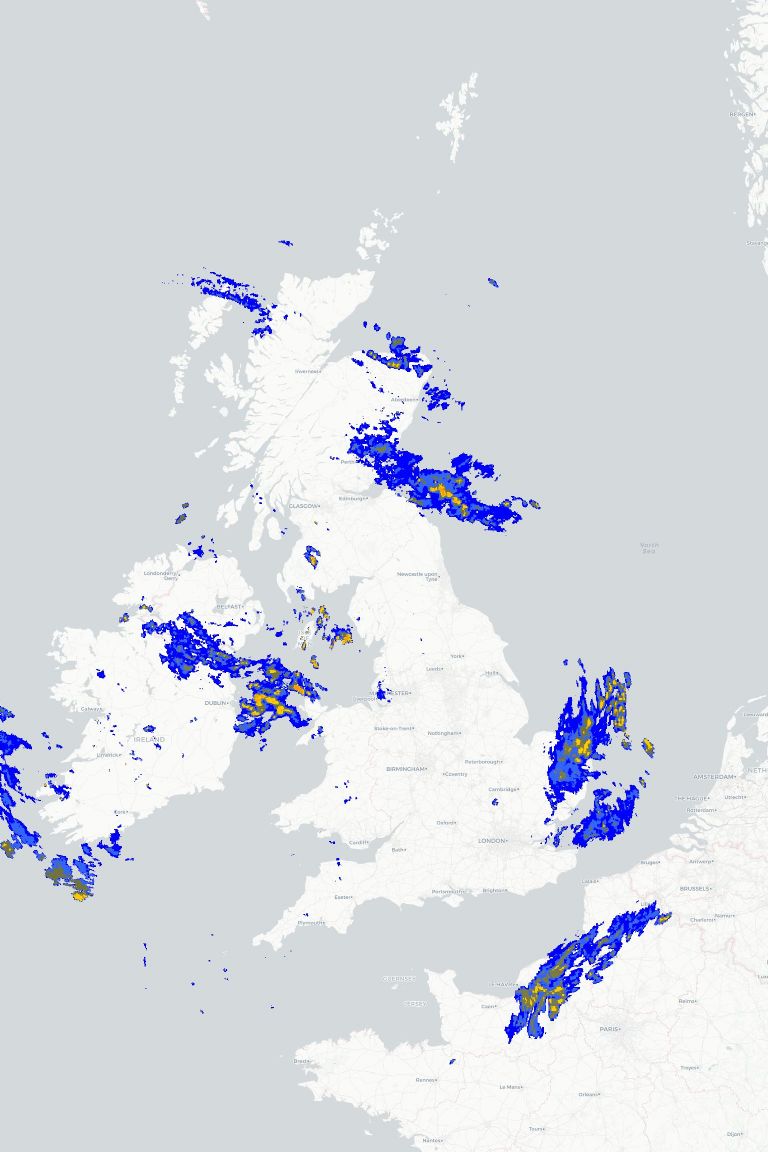 BERGEN
Inverness
Aberdeen
Perth
Edinburgh
GLASGOW
North
Sea
Londonderry
Derry
Newcastle upon
Tyne
BELFAST
York
Leeds
Hull
DUBLIN
Liverpool
Galway
Stoke-on-Trent
Nottingham
IRELAND
Limerick
Peterborough
BIRMINGHAM
Coventry
AMSTERDAM
Cambridge
THE HAGUE
Utrecht
Rotterdam
Cork
Oxford
Cardiff
Bath
LONDON
Bruges
Antwerp
Calais
BRUSSELS
Exeter
Portsmouth
Brighton
Plymouth
Charleroi
Namur
GUERNSEY
LE HAVRE
JERSEY
Caen
Reims
PARIS
Brest
Rennes
Troyes
Le Mans
Orléans
Tours
Dijon
Nantes